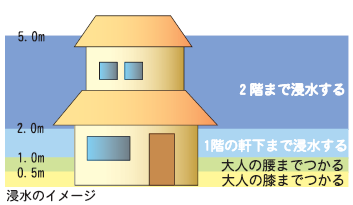 5.0m
2階まで浸水する
2.0m
1階の軒下まで浸水する
1.0m
大人の腰までつかる
0.5m
大人の膝までつかる
浸水のイメージ